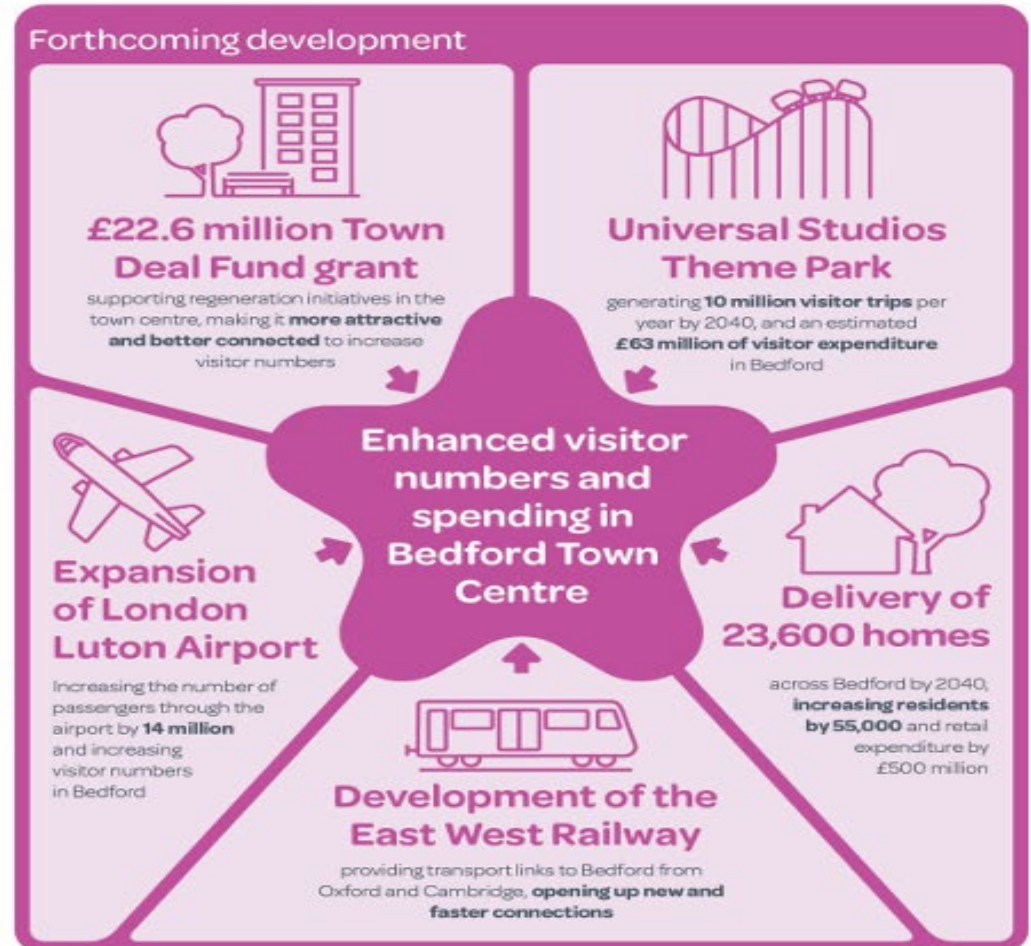 Forthcoming development
£22.6 million Town
Deal Fund grant
supporting regeneration initiatives in the
town centre, making it more attractive
and better connected to increase
visitor numbers
Universal Studios
Theme Park
generating 10 million visitor trips per
year by 2040, and an estimated
£63 million of visitor expenditure
in Bedford
Enhanced visitor
numbers and
spending in
Bedford Town
Centre
Expansion
of London
Luton Airport
Increasing the number of
passengers through the
airport by 14 million
and increasing
visitor numbers
in Bedford
Delivery of
23,600 homes
across Bedford by 2040,
increasing residents
by 55,000 and retail
expenditure by
£500 million
Development of the
East West Railway
providing transport links to Bedford from
Oxford and Cambridge, opening up new and
faster connections